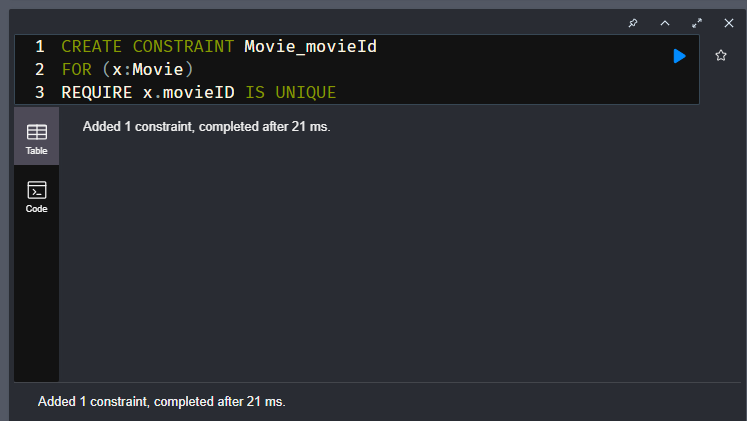 1 CREATE CONSTRAINT Movie_movieId
2 FOR (x:Movie)
3 REQUIRE x.movieID IS UNIQUE
Added 1 constraint, completed after 21 ms.
Table
Code
Added 1 constraint, completed after 21 ms.